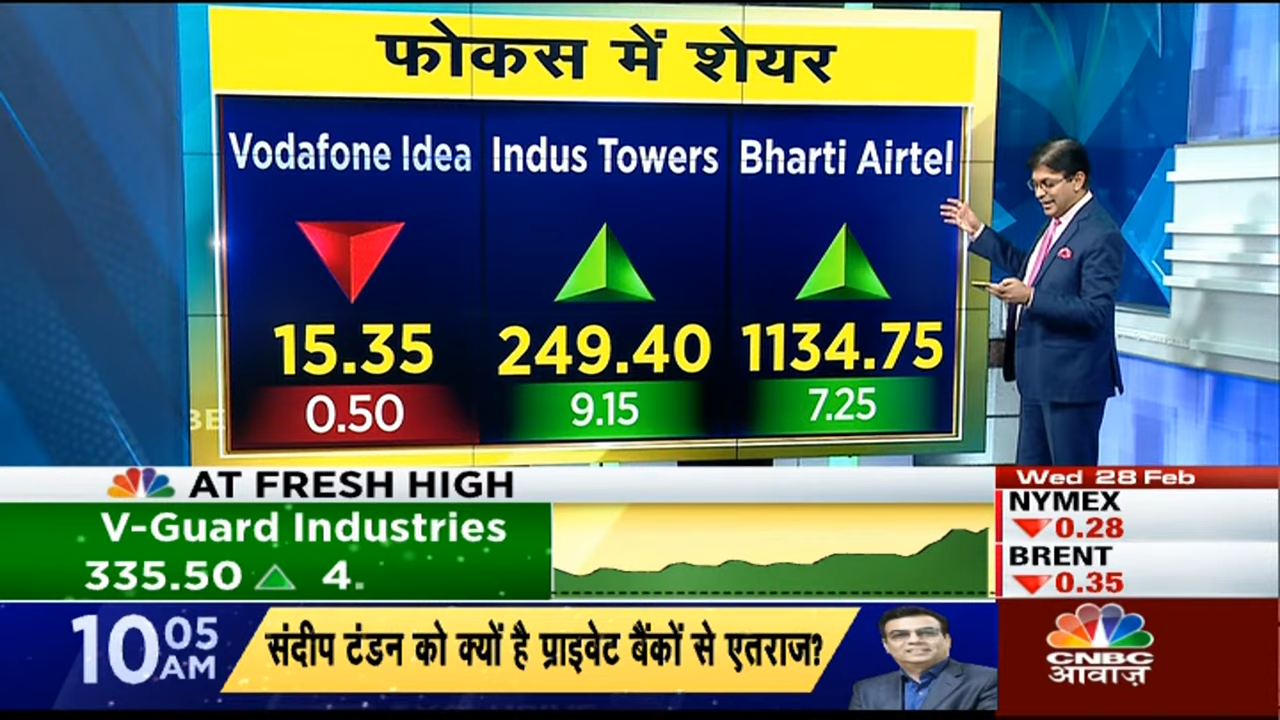 फोकस में शेयर
Vodafone Idea Indus Towers Bharti Airtel
15.35 249.40 1134.75
0.50 9.15 7.25
AT FRESH HIGH
V-Guard Industries
335.50 4.
Wed 28 Feb
NYMEX
0.28
BRENT
0.35
10 05 AM
संदीप टंडन को क्यों है प्राइवेट बैंकों से एतराज?
CNBC
आवाज़